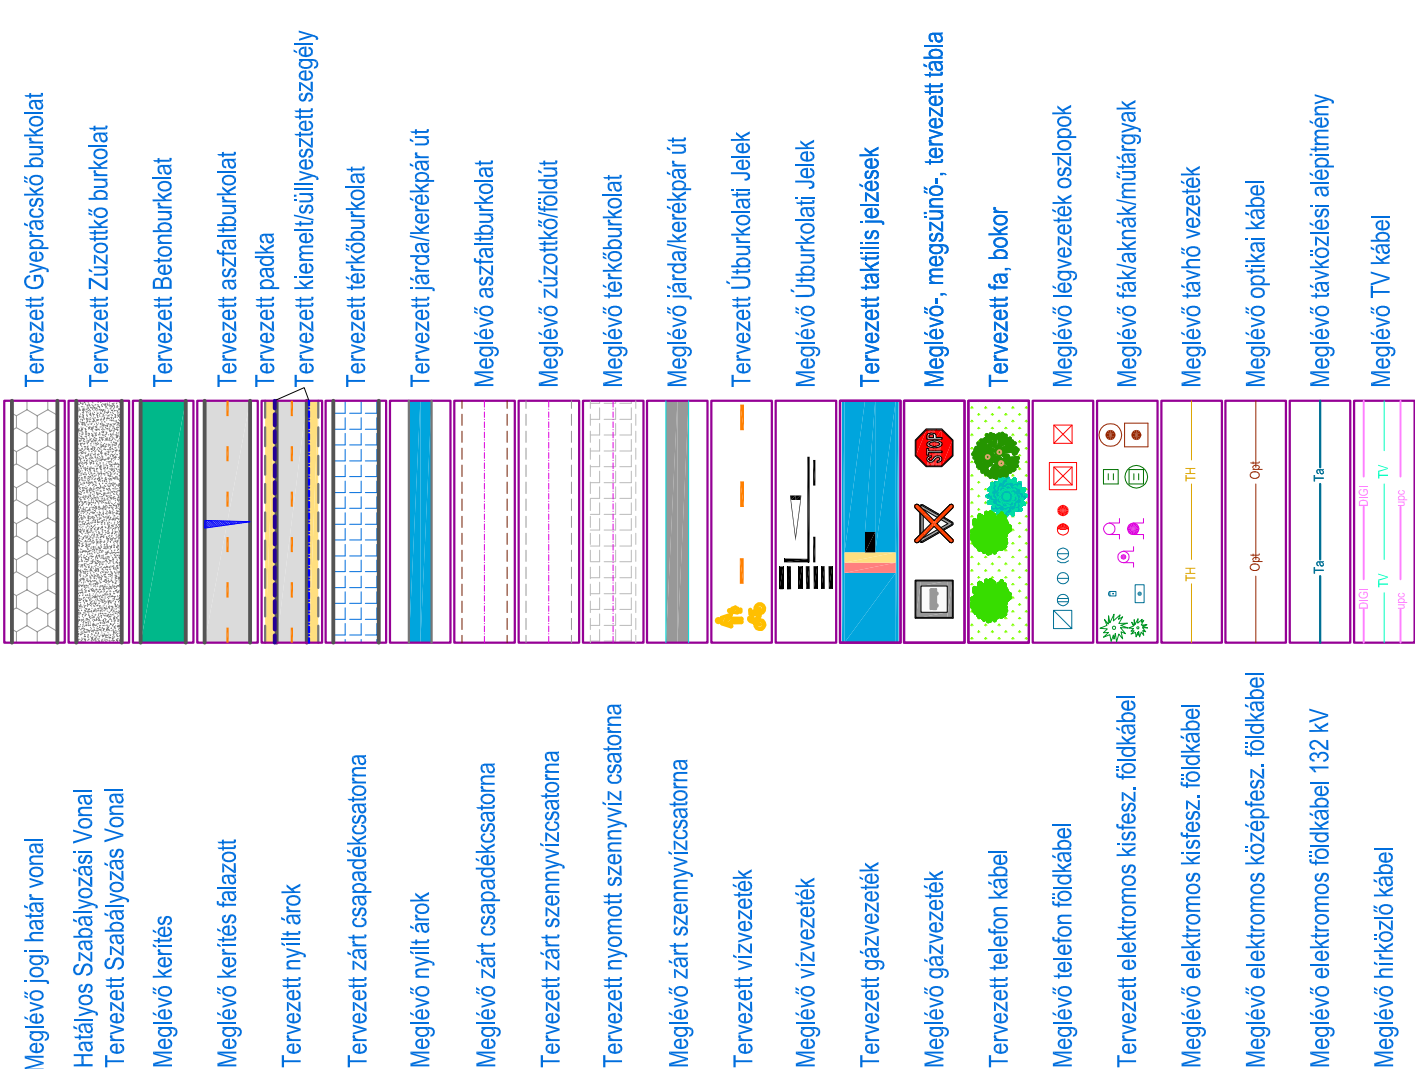 Tervezett Gyeprácskő burkolat
Tervezett Zúzottkő burkolat
Tervezett Betonburkolat
Tervezett aszfaltburkolat
Tervezett padka
Tervezett kiemelt/süllyesztett szegély
Tervezett térkőburkolat
Tervezett járda/kerékpár út
Meglévő aszfaltburkolat
Meglévő zúzottkő/földút
Meglévő térkőburkolat
Meglévő járda/kerékpár út
Tervezett Útburkolati Jelek
Meglévő Útburkolati Jelek
Tervezett taktilis jelzések
Meglévő-, megszünő-, tervezett tábla
Tervezett fa, bokor
Meglévő légvezeték oszlopok
Meglévő fák/aknák/műtárgyak
Meglévő távhő vezeték
Meglévő optikai kábel
Meglévő távközlési alépítmény
Meglévő TV kábel
STOP
TH
TH
Opt
Opt
Ta
Ta
DIGI
DIGI
TV
TV
upc
upc
Meglévő jogi határ vonal
Hatályos Szabályozási Vonal
Tervezett Szabályozás Vonal
Meglévő kerítés
Meglévő kerítés falazott
Tervezett nyílt árok
Tervezett zárt csapadékcsatorna
Meglévő nyílt árok
Meglévő zárt csapadékcsatorna
Tervezett zárt szennyvízcsatorna
Tervezett nyomott szennyvíz csatorna
Meglévő zárt szennyvízcsatorna
Tervezett vízvezeték
Meglévő vízvezeték
Tervezett gázvezeték
Meglévő gázvezeték
Tervezett telefon kábel
Meglévő telefon földkábel
Tervezett elektromos kisfesz. földkábel
Meglévő elektromos kisfesz. földkábel
Meglévő elektromos középfesz. földkábel
Meglévő elektromos földkábel 132 kV
Meglévő hírközlő kábel